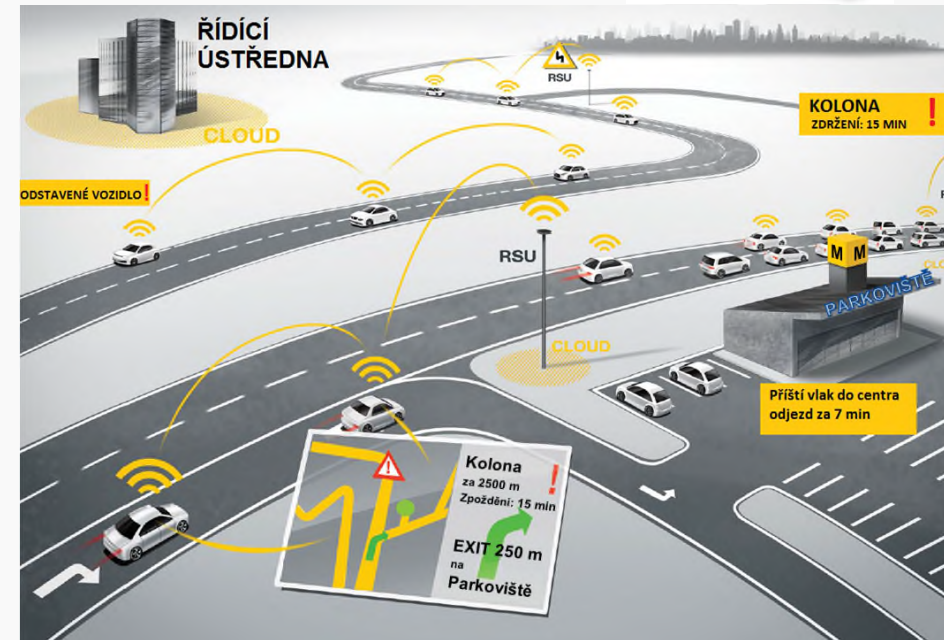 ŘÍDÍCÍ
ÚSTŘEDNA
CLOUD
RSU
KOLONA
ZDRŽENÍ: 15 MIN !
ODSTAVENÉ VOZIDLO !
RSU
CLOUD
M M
PARKOVIŠTĚ
Příští vlak do centra
odjezd za 7 min
!
Kolona !
za 2500 m
Zpoždění: 15 min
EXIT 250 m
na
Parkoviště